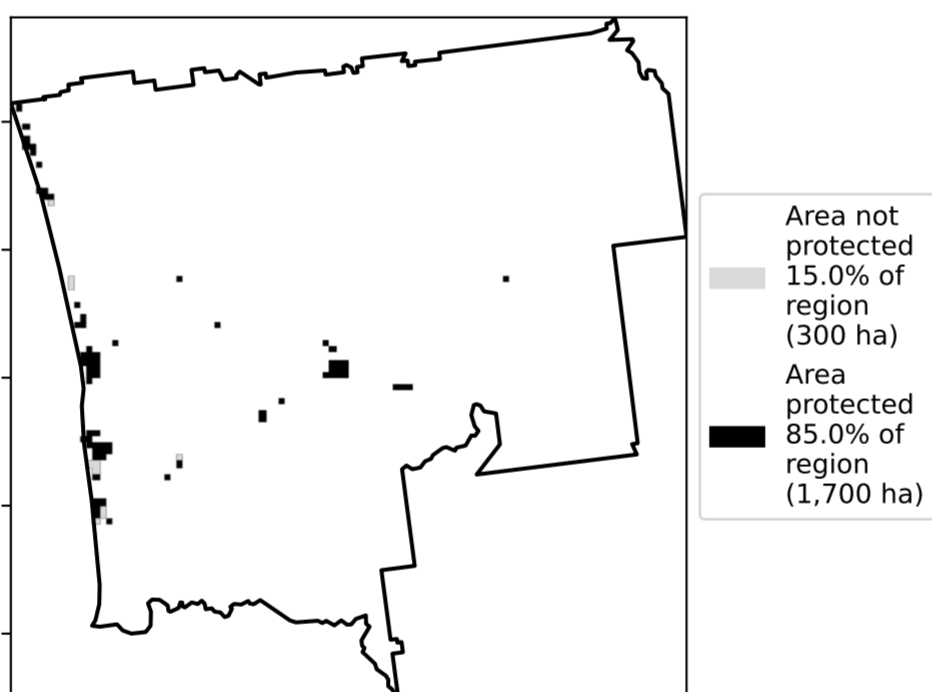 Area not
protected
15.0% of
region
(300 ha)
Area
protected
85.0% of
region
(1,700 ha)